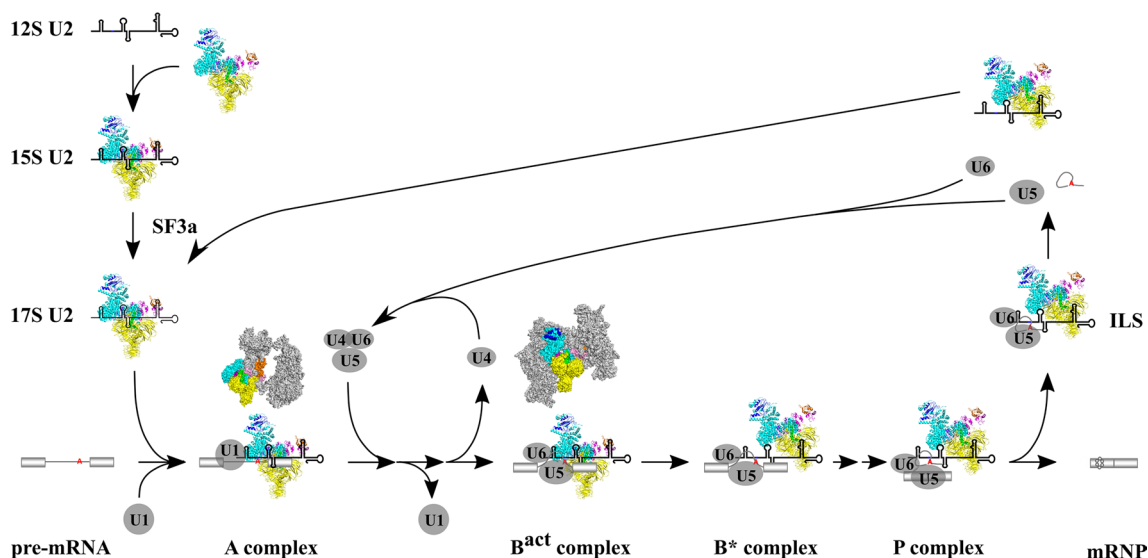 12S U2
15S U2
U6
U5
SF3a
17S U2
U4 U6
U5
U4
U6
U5
ILS
A
U1
A
U6
U5
A
U6
U5
A
U6
U5
A
U1
U1
pre-mRNA
A complex
Bact complex
B* complex
P complex
mRNP